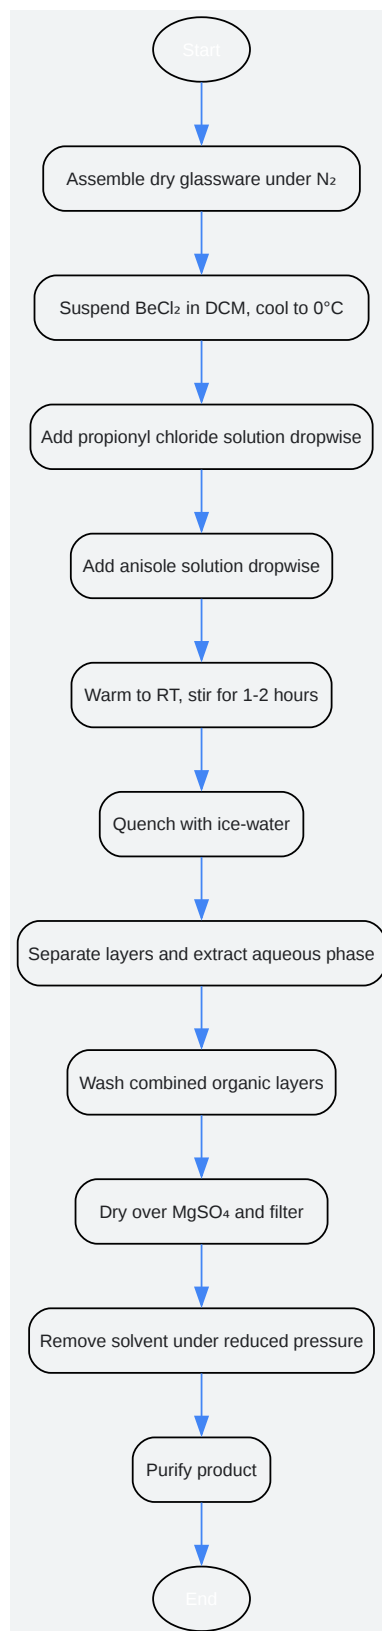 Start
Assemble dry glassware under N₂
Suspend BeCl₂ in DCM, cool to 0°C
Add propionyl chloride solution dropwise
Add anisole solution dropwise
Warm to RT, stir for 1-2 hours
Quench with ice-water
Separate layers and extract aqueous phase
Wash combined organic layers
Dry over MgSO₄ and filter
Remove solvent under reduced pressure
Purify product
End